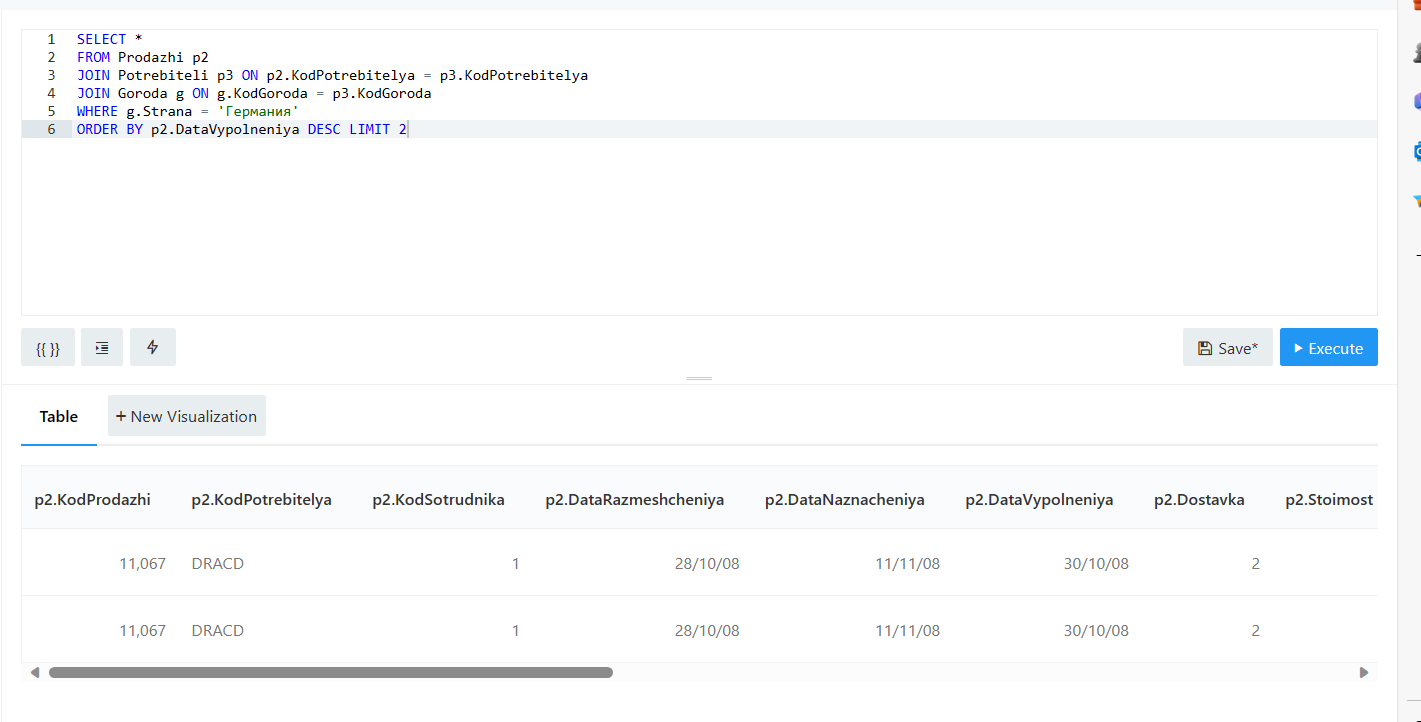 1 SELECT *
2 FROM Prodazhi p2
3 JOIN Potrebiteli p3 ON p2.KodPotrebitelya = p3.KodPotrebitelya
4 JOIN Goroda g ON g.KodGoroda = p3.KodGoroda
5 WHERE g.Strana = 'Германия'
6 ORDER BY p2.DataVypolneniya DESC LIMIT 2
{{ }} Save* Execute
Table + New Visualization
p2.KodProdazhi p2.KodPotrebitelya p2.KodSotrudnika p2.DataRazmeshcheniya p2.DataNaznacheniya p2.DataVypolneniya p2.Dostavka p2.Stoimost
11,067 DRACD 1 28/10/08 11/11/08 30/10/08 2
11,067 DRACD 1 28/10/08 11/11/08 30/10/08 2